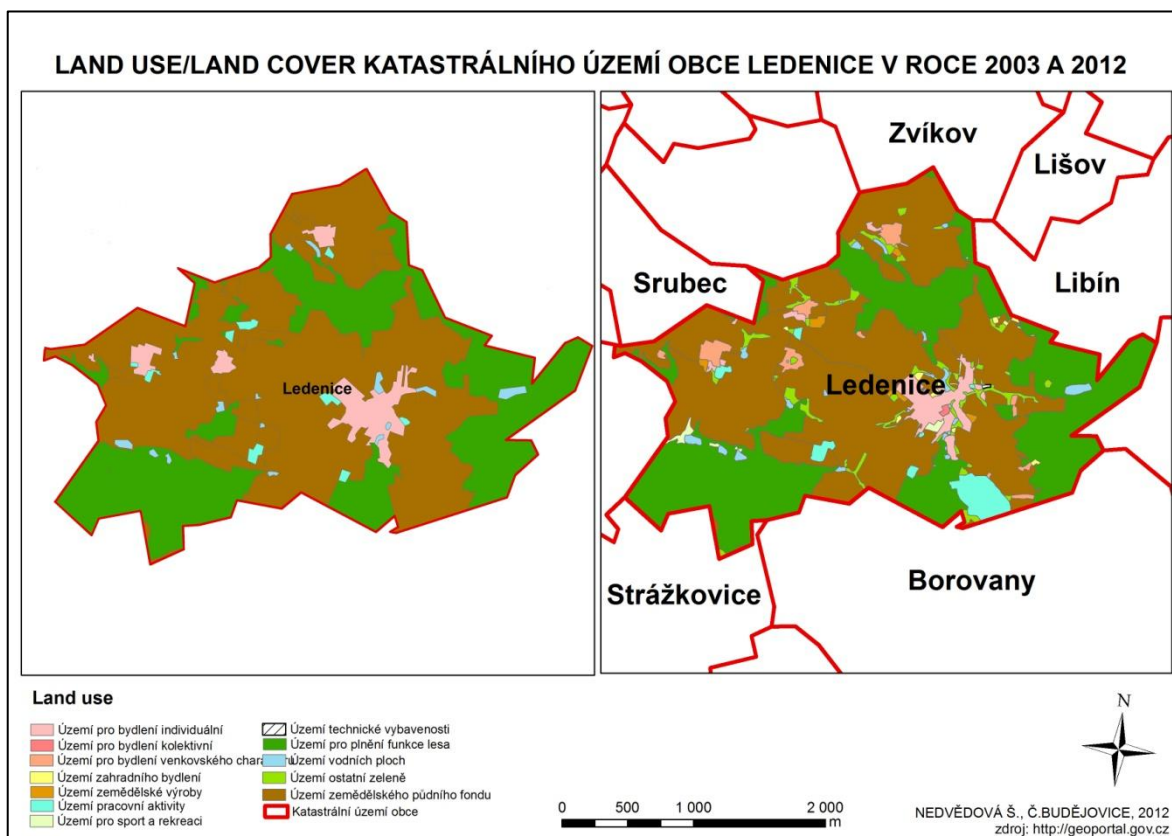 LAND USE/LAND COVER KATASTRÁLNÍHO ÚZEMÍ OBCE LEDENICE V ROCE 2003 A 2012
Ledenice
Zvíkov
Lišov
Srubec
Libín
Ledenice
Strážkovice
Borovany
Land use
Území pro bydlení individuální
Území pro bydlení kolektivní
Území pro bydlení venkovského charakteru
Území zahradního bydlení
Území zemědělské výroby
Území pracovní aktivity
Území pro sport a rekreaci
Území technické vybavenosti
Území pro plnění funkce lesa
Území vodních ploch
Území ostatní zeleně
Území zemědělského půdního fondu
Katastrální území obce
0 500 1 000 2 000
m
N
NEDVĚDOVÁ Š., Č.BUDĚJOVICE, 2012
zdroj: http://geoportal.gov.cz